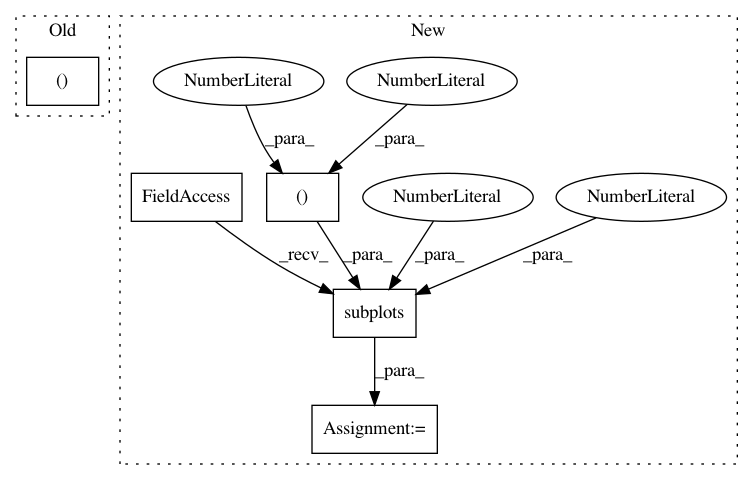 Old
New
()
NumberLiteral
NumberLiteral
_para_
_para_
FieldAccess
()
NumberLiteral
NumberLiteral
_recv_
_para_
_para_
_para_
subplots
_para_
Assignment:=